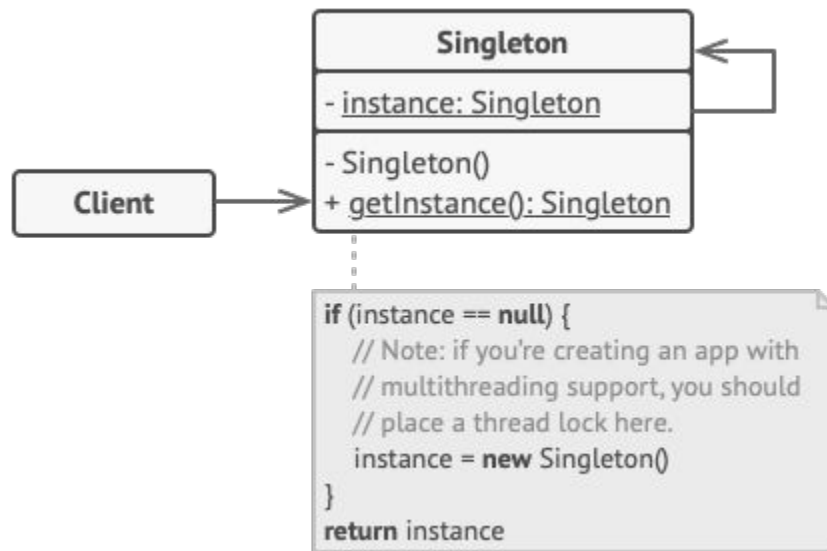 Singleton
- instance: Singleton
- Singleton()
+ getInstance(): Singleton
Client
if (instance == null) {
// Note: if you're creating an app with
// multithreading support, you should
// place a thread lock here.
instance = new Singleton()
}
return instance